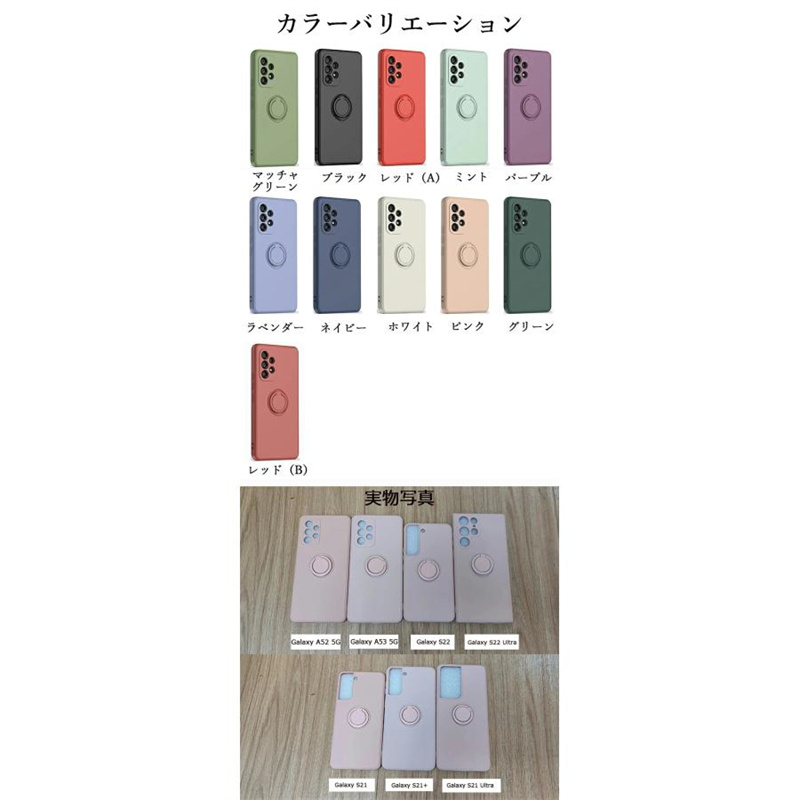 カラーバリエーション
マッチャ
グリーン
ブラック
レッド（A）
ミント
パープル
ラベンダー
ネイビー
ホワイト
ピンク
グリーン
レッド（B）
実物写真
Galaxy A52 5G
Galaxy A53 5G
Galaxy S22
Galaxy S22 Ultra
Galaxy S21
Galaxy S21+
Galaxy S21 Ultra